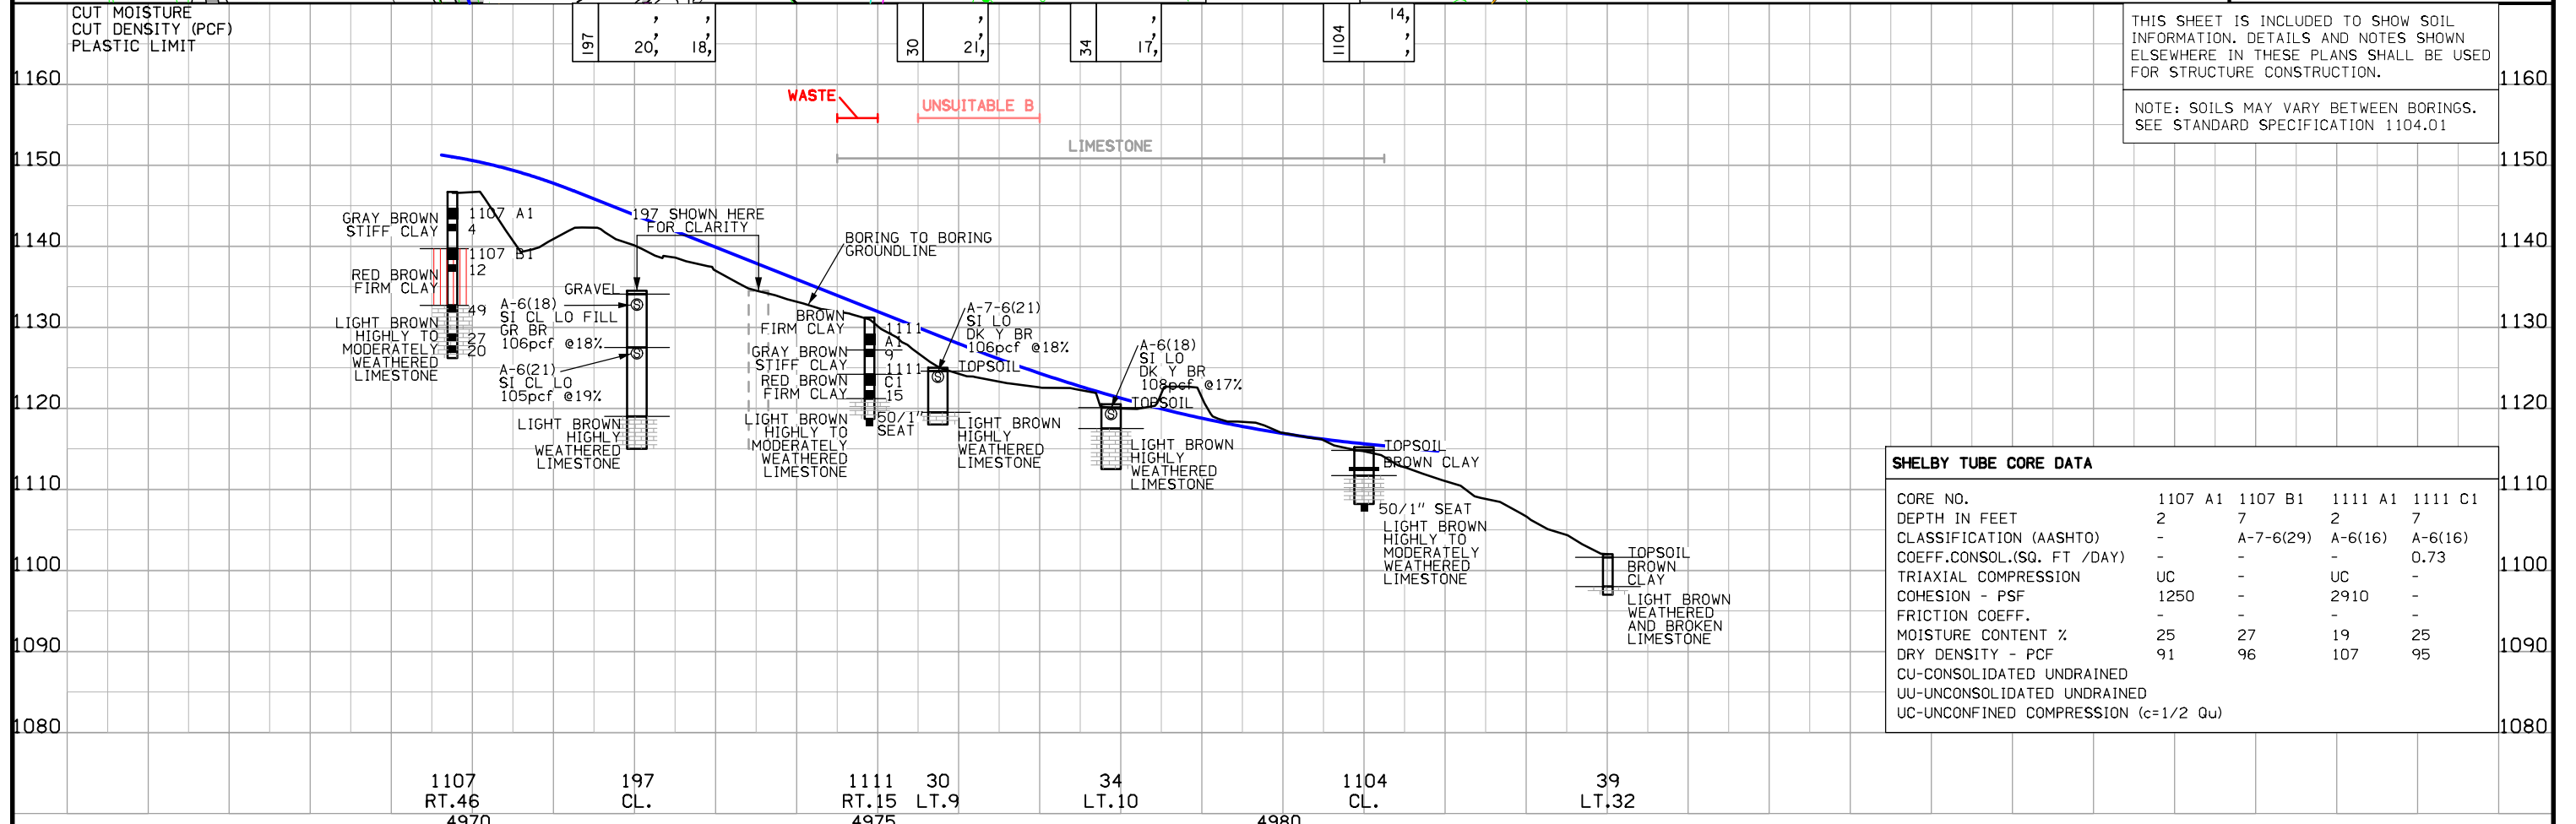 CUT MOISTURE
CUT DENSITY (PCF)
PLASTIC LIMIT
197
, ,
, ,
20, 18,
30
,
,
21,
34
,
,
17,
1104
14,
,
,
THIS SHEET IS INCLUDED TO SHOW SOIL
INFORMATION. DETAILS AND NOTES SHOWN
ELSEWHERE IN THESE PLANS SHALL BE USED
FOR STRUCTURE CONSTRUCTION.
NOTE: SOILS MAY VARY BETWEEN BORINGS.
SEE STANDARD SPECIFICATION 1104.01
1160
1150
1140
1130
1120
1110
1100
1090
1080
1160
1150
1140
1130
1120
1110
1100
1090
1080
WASTE
UNSUITABLE B
LIMESTONE
GRAY BROWN
STIFF CLAY
1107 A1
4
1107 B1
12
RED BROWN
FIRM CLAY
49
LIGHT BROWN
HIGHLY TO
MODERATELY
WEATHERED
LIMESTONE
27
20
197 SHOWN HERE
FOR CLARITY
GRAVEL
A-6(18)
SI CL LO FILL
GR BR
106pcf @18%
S
S
A-6(21)
SI CL LO
105pcf @19%
LIGHT BROWN
HIGHLY
WEATHERED
LIMESTONE
BORING TO BORING
GROUNDLINE
BROWN
FIRM CLAY
1111
A1
GRAY BROWN
STIFF CLAY
9
1111
C1
RED BROWN
FIRM CLAY
15
50/1"
SEAT
LIGHT BROWN
HIGHLY TO
MODERATELY
WEATHERED
LIMESTONE
A-7-6(21)
SI LO
DK Y BR
106pcf @18%
TOPSOIL
S
LIGHT BROWN
HIGHLY
WEATHERED
LIMESTONE
A-6(18)
SI LO
DK Y BR
108pcf @17%
TOPSOIL
S
LIGHT BROWN
HIGHLY
WEATHERED
LIMESTONE
TOPSOIL
BROWN CLAY
50/1" SEAT
LIGHT BROWN
HIGHLY TO
MODERATELY
WEATHERED
LIMESTONE
TOPSOIL
BROWN
CLAY
LIGHT BROWN
WEATHERED
AND BROKEN
LIMESTONE
SHELBY TUBE CORE DATA
CORE NO. 1107 A1 1107 B1 1111 A1 1111 C1
DEPTH IN FEET 2 7 2 7
CLASSIFICATION (AASHTO) - A-7-6(29) A-6(16) A-6(16)
COEFF.CONSOL.(SQ. FT /DAY) - - - 0.73
TRIAXIAL COMPRESSION UC - UC -
COHESION - PSF 1250 - 2910 -
FRICTION COEFF. - - - -
MOISTURE CONTENT % 25 27 19 25
DRY DENSITY - PCF 91 96 107 95
CU-CONSOLIDATED UNDRAINED
UU-UNCONSOLIDATED UNDRAINED
UC-UNCONFINED COMPRESSION (c=1/2 Qu)
1107 197 1111 30 34 1104 39
RT.46 CL. RT.15 LT.9 LT.10 CL. LT.32
4970 4975 4980